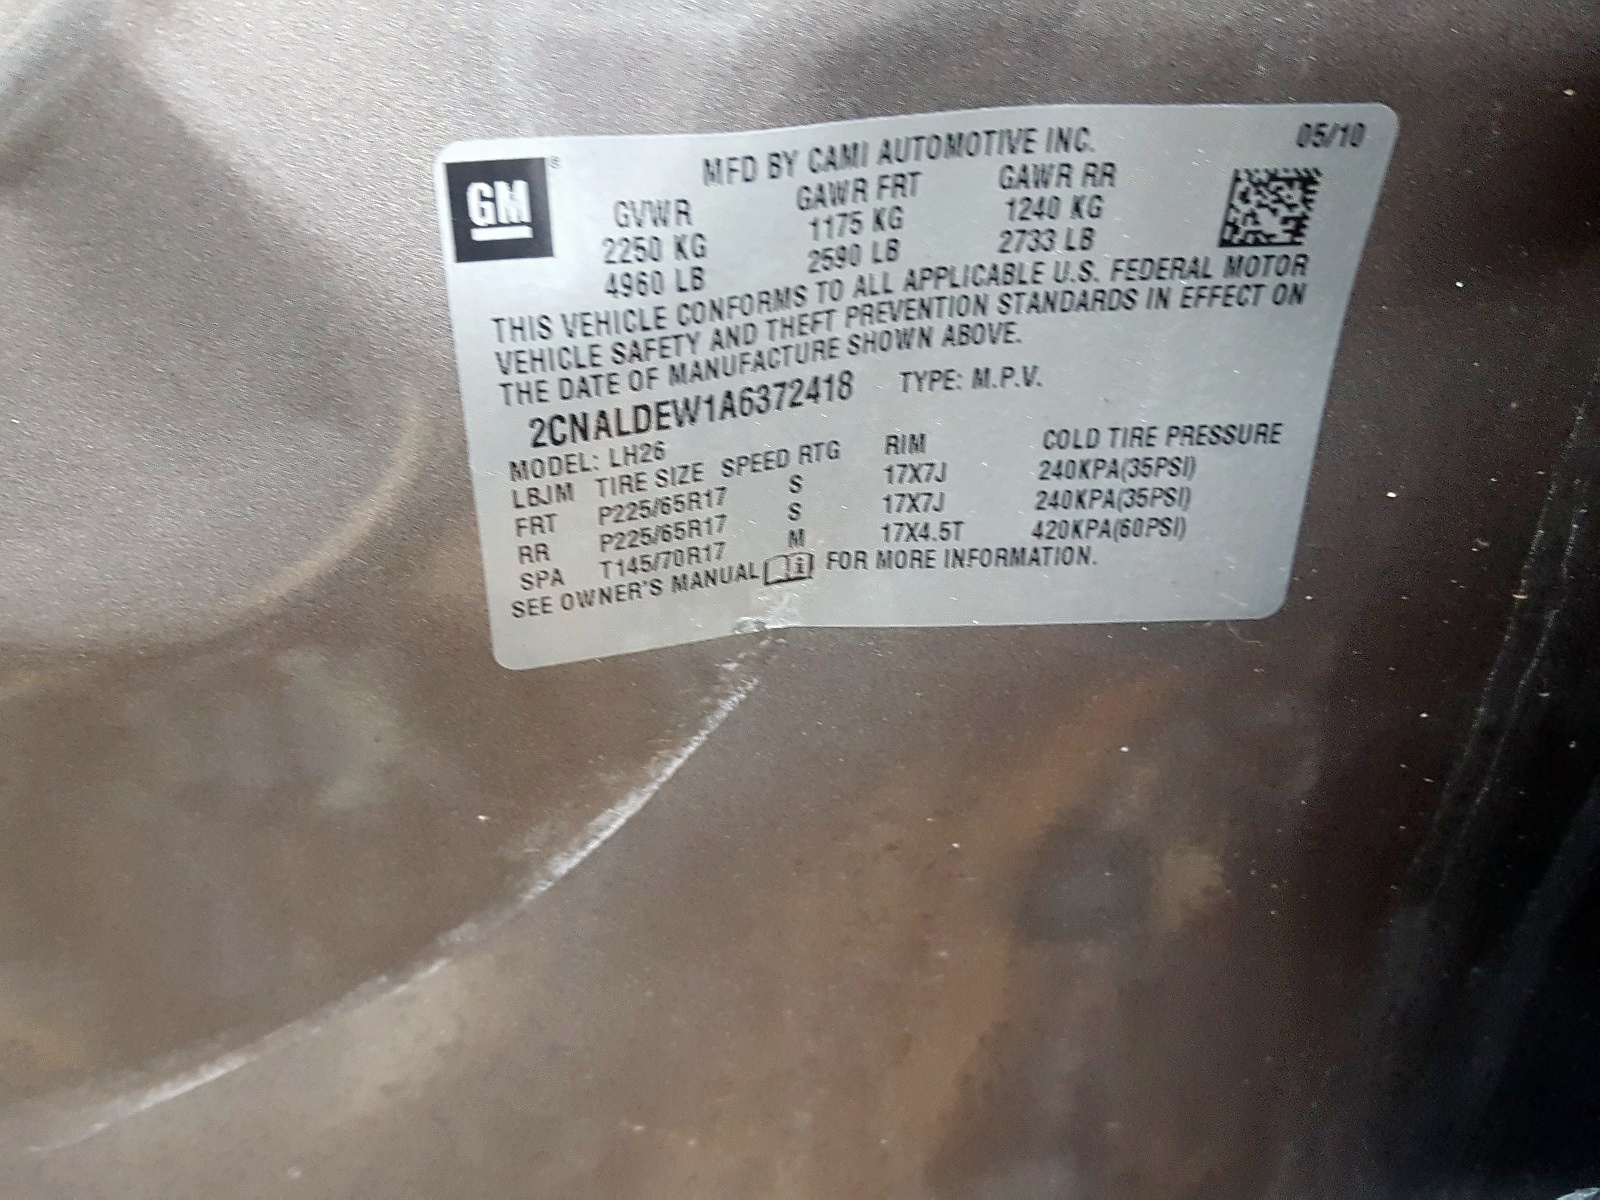 GM ®
MFD BY CAMI AUTOMOTIVE INC. 05/10
GVWR GAWR FRT GAWR RR
2250 KG 1175 KG 1240 KG
4960 LB 2590 LB 2733 LB
THIS VEHICLE CONFORMS TO ALL APPLICABLE U.S. FEDERAL MOTOR
VEHICLE SAFETY AND THEFT PREVENTION STANDARDS IN EFFECT ON
THE DATE OF MANUFACTURE SHOWN ABOVE.
2CNALDEW1A6372418 TYPE: M.P.V.
MODEL: LH26
LBJM TIRE SIZE SPEED RTG RIM COLD TIRE PRESSURE
FRT P225/65R17 S 17X7J 240KPA(35PSI)
RR P225/65R17 S 17X7J 240KPA(35PSI)
SPA T145/70R17 M 17X4.5T 420KPA(60PSI)
SEE OWNER'S MANUAL FOR MORE INFORMATION.